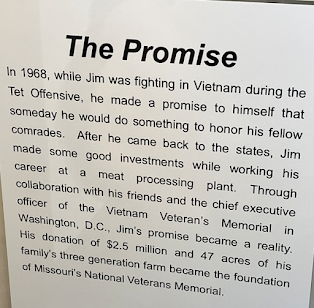 The Promise
In 1968, while Jim was fighting in Vietnam during the
Tet Offensive, he made a promise to himself that
someday he would do something to honor his fellow
comrades. After he came back to the states, Jim
made some good investments while working his
career at a meat processing plant. Through
collaboration with his friends and the chief executive
officer of the Vietnam Veteran's Memorial in
Washington, D.C., Jim's promise became a reality.
His donation of $2.5 million and 47 acres of his
family's three generation farm became the foundation
of Missouri's National Veterans Memorial.